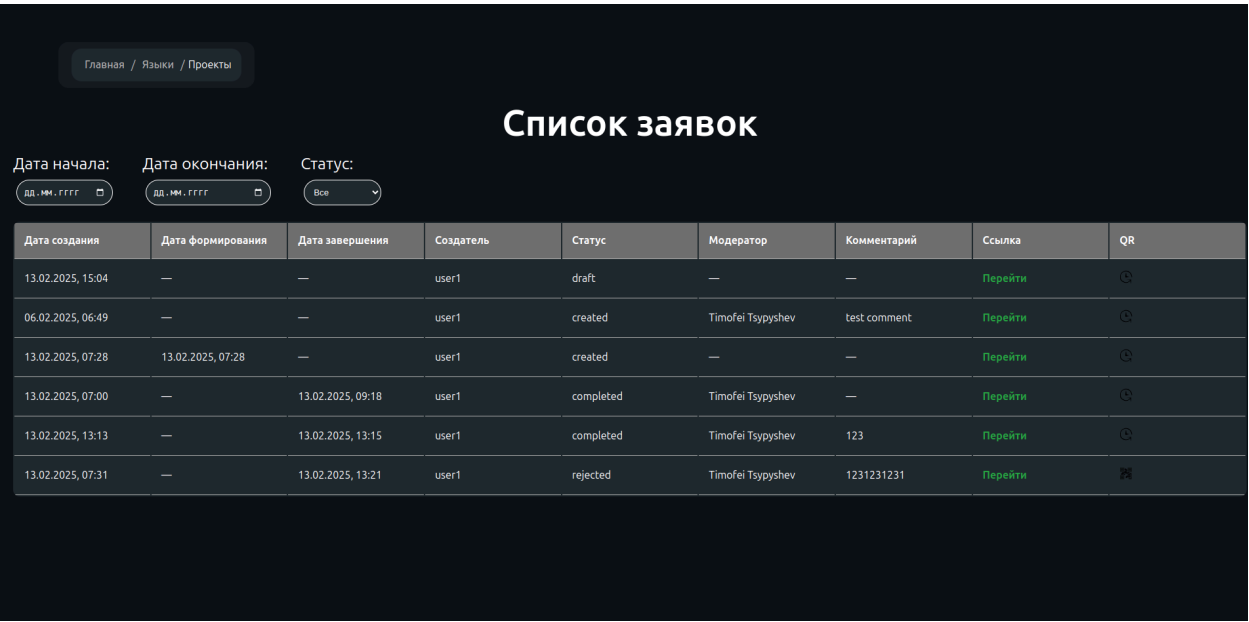 Главная / Языки / Проекты
Список заявок
Дата начала: Дата окончания: Статус:
дд.мм.гггг дд.мм.гггг Все
Дата создания Дата формирования Дата завершения Создатель Статус Модератор Комментарий Ссылка QR
13.02.2025, 15:04 — — user1 draft — — Перейти
06.02.2025, 06:49 — — user1 created Timofei Tsypyshev test comment Перейти
13.02.2025, 07:28 13.02.2025, 07:28 — user1 created — — Перейти
13.02.2025, 07:00 — 13.02.2025, 09:18 user1 completed Timofei Tsypyshev — Перейти
13.02.2025, 13:13 — 13.02.2025, 13:15 user1 completed Timofei Tsypyshev 123 Перейти
13.02.2025, 07:31 — 13.02.2025, 13:21 user1 rejected Timofei Tsypyshev 1231231231 Перейти